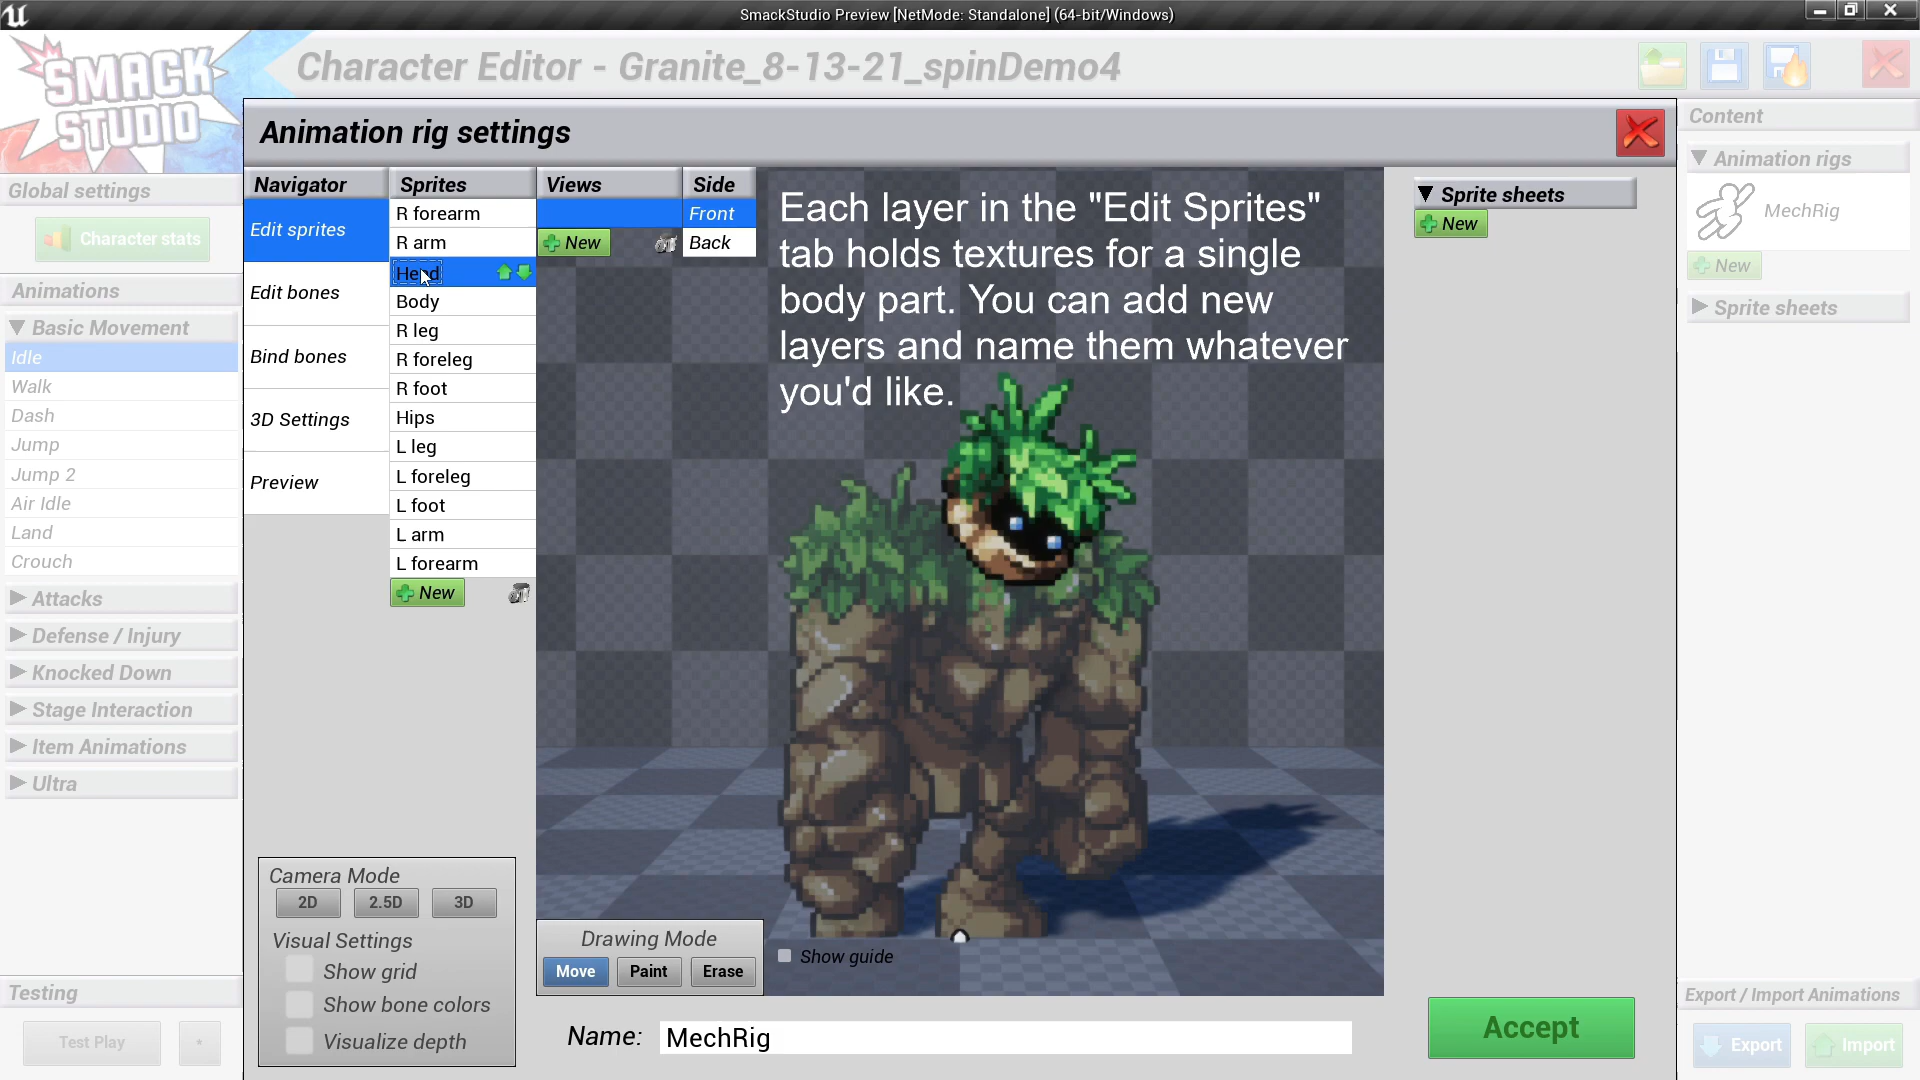 SmackStudio Preview [NetMode: Standalone] (64-bit/Windows)
SMACK
STUDIO
Character Editor - Granite_8-13-21_spinDemo4
Animation rig settings
Global settings
Character stats
Animations
Basic Movement
Idle
Walk
Dash
Jump
Jump 2
Air Idle
Land
Crouch
Attacks
Defense / Injury
Knocked Down
Stage Interaction
Item Animations
Ultra
Testing
Test Play
*
Navigator
Edit sprites
Edit bones
Bind bones
3D Settings
Preview
Sprites
R forearm
R arm
Head
Body
R leg
R foreleg
R foot
Hips
L leg
L foreleg
L foot
L arm
L forearm
New
Views
New
Side
Front
Back
Each layer in the "Edit Sprites"
tab holds textures for a single
body part. You can add new
layers and name them whatever
you'd like.
Camera Mode
2D
2.5D
3D
Visual Settings
Show grid
Show bone colors
Visualize depth
Drawing Mode
Move
Paint
Erase
Show guide
Name:
MechRig
Sprite sheets
New
Accept
Content
Animation rigs
MechRig
New
Sprite sheets
Export / Import Animations
Export
Import